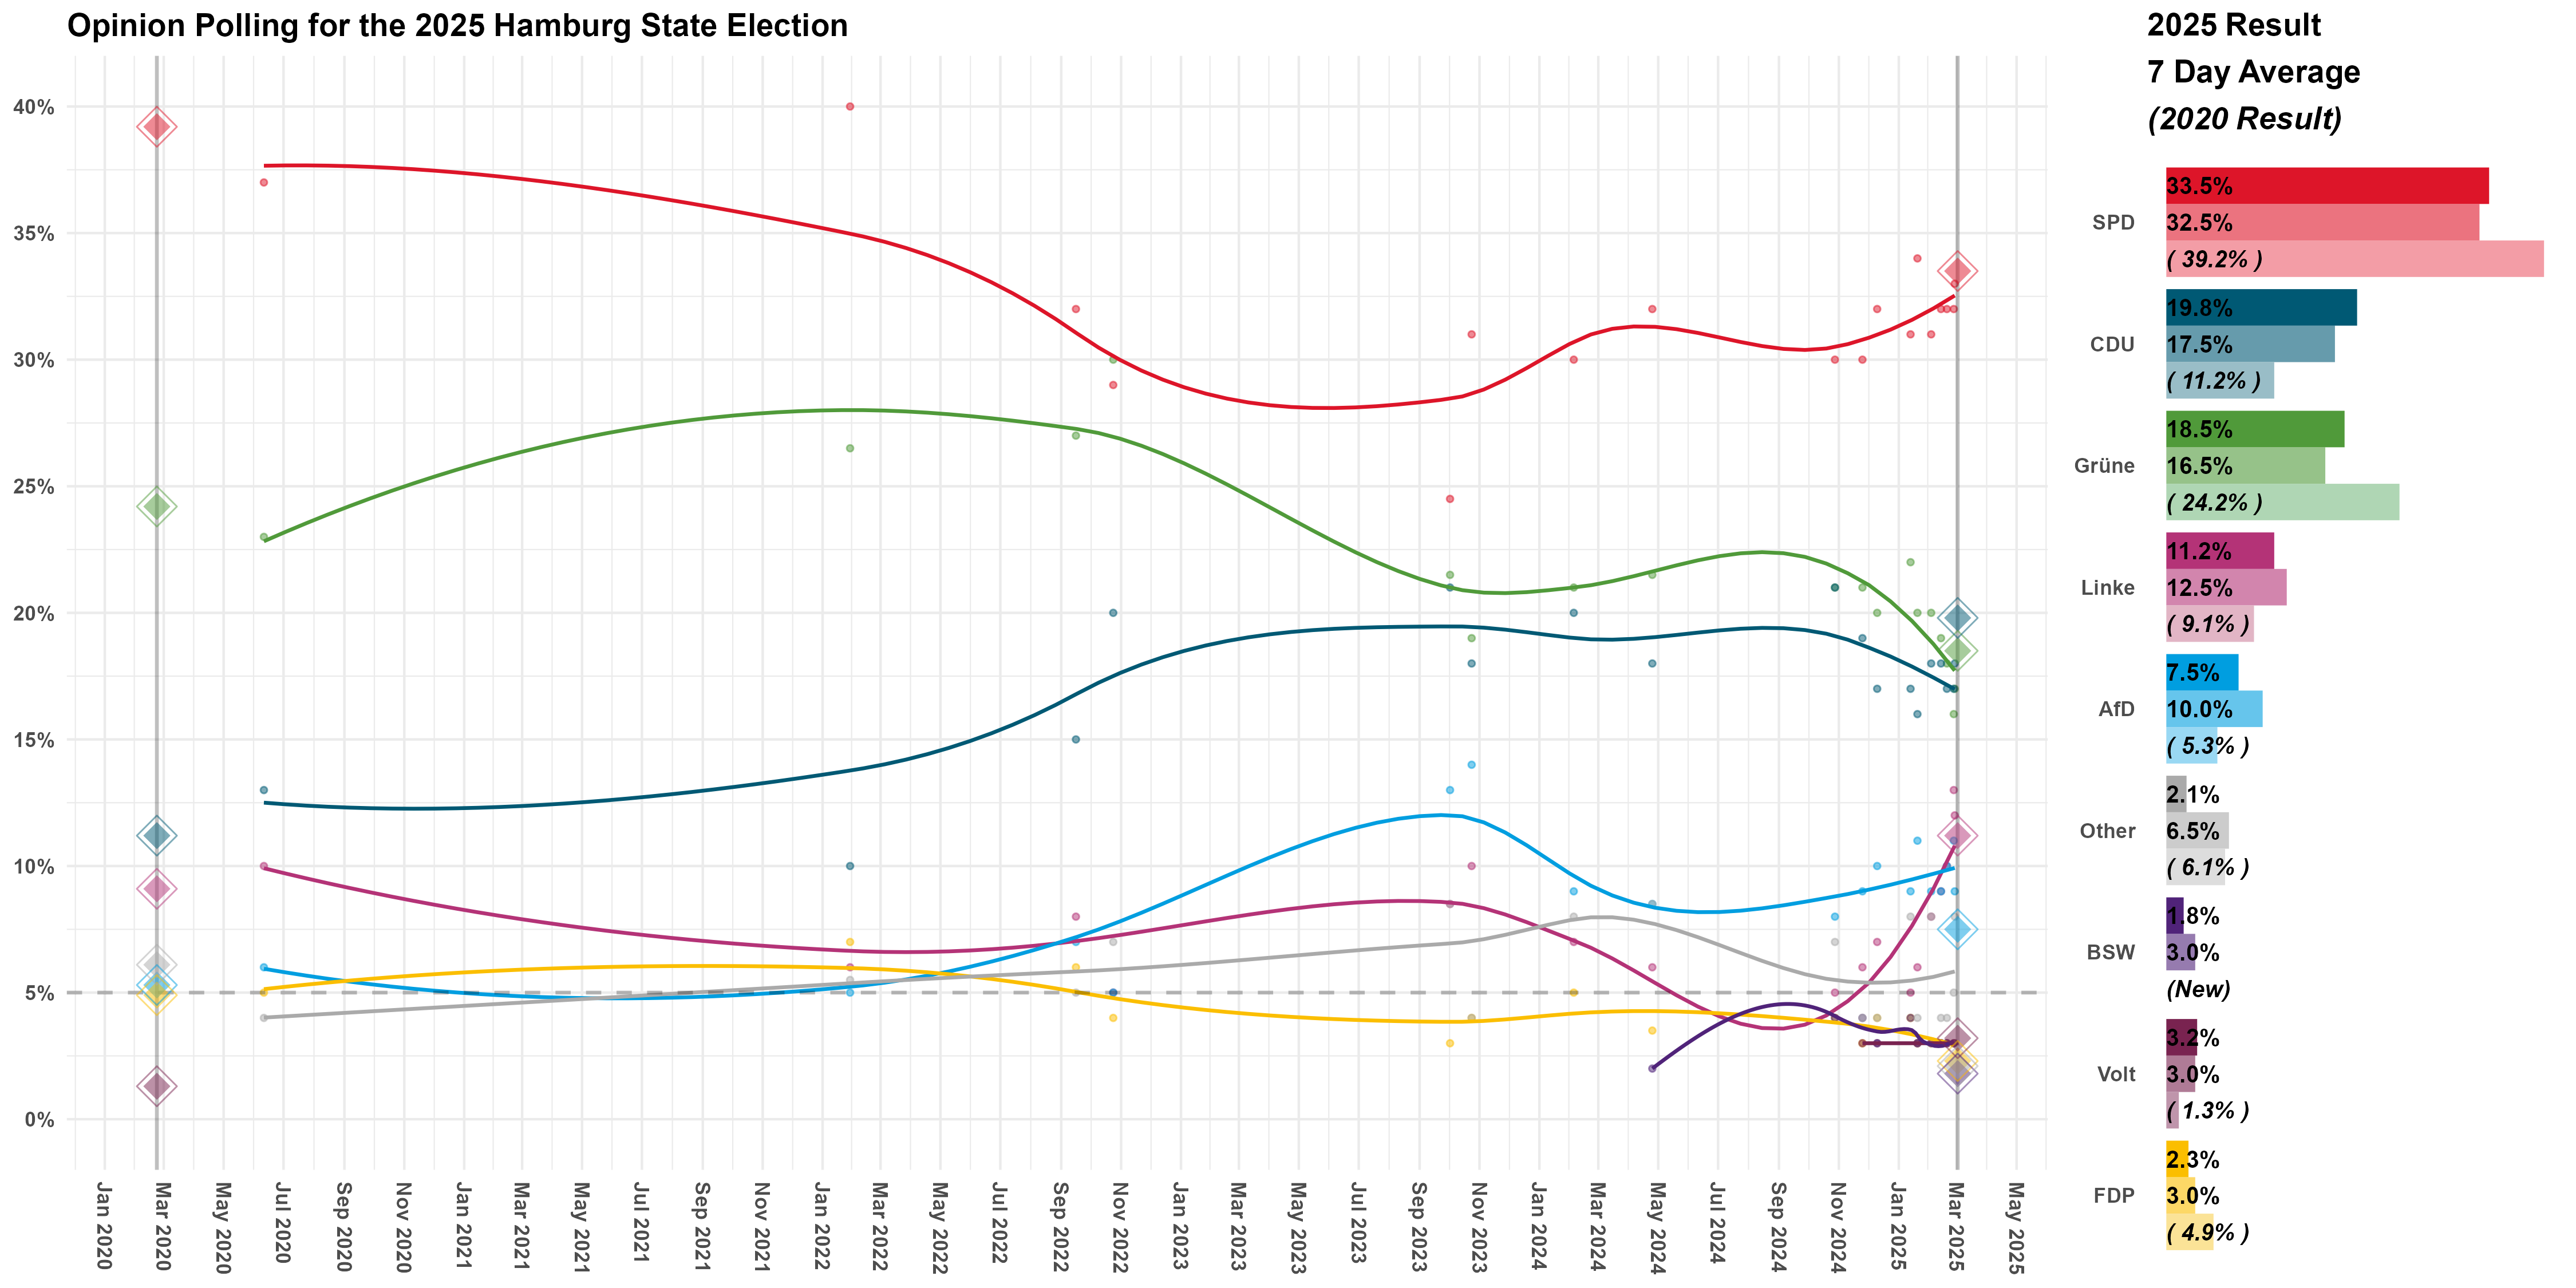 Opinion Polling for the 2025 Hamburg State Election
40%
35%
30%
25%
20%
15%
10%
5%
0%
Jan 2020
Mar 2020
May 2020
Jul 2020
Sep 2020
Nov 2020
Jan 2021
Mar 2021
May 2021
Jul 2021
Sep 2021
Nov 2021
Jan 2022
Mar 2022
May 2022
Jul 2022
Sep 2022
Nov 2022
Jan 2023
Mar 2023
May 2023
Jul 2023
Sep 2023
Nov 2023
Jan 2024
Mar 2024
May 2024
Jul 2024
Sep 2024
Nov 2024
Jan 2025
Mar 2025
May 2025
2025 Result
7 Day Average
(2020 Result)
SPD
33.5%
32.5%
( 39.2% )
CDU
19.8%
17.5%
( 11.2% )
Grüne
18.5%
16.5%
( 24.2% )
Linke
11.2%
12.5%
( 9.1% )
AfD
7.5%
10.0%
( 5.3% )
Other
2.1%
6.5%
( 6.1% )
BSW
1.8%
3.0%
(New)
Volt
3.2%
3.0%
( 1.3% )
FDP
2.3%
3.0%
( 4.9% )